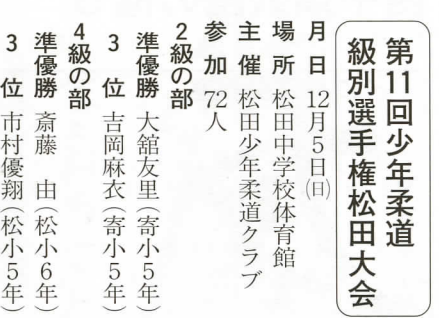 第11回少年柔道
級別選手権松田大会
月日 12月5日(日)
場所 松田中学校体育館
主催 松田少年柔道クラブ
参加 72人
2級の部
準優勝 大舘友里(寄小5年)
3位 吉岡麻衣(寄小5年)
4級の部
準優勝 斎藤 由(松小6年)
3位 市村優翔(松小5年)